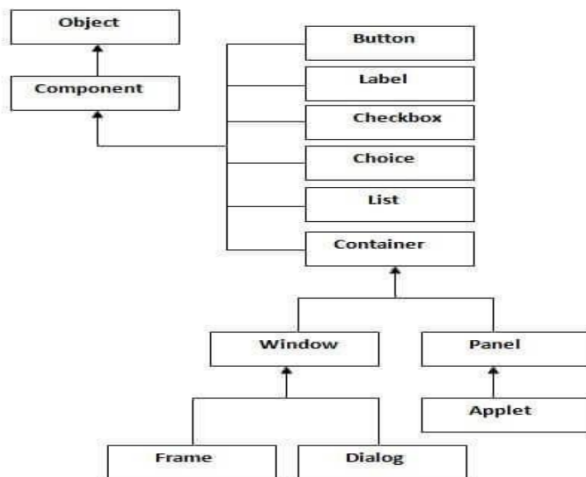 Object
Component
Button
Label
Checkbox
Choice
List
Container
Window
Panel
Applet
Frame
Dialog